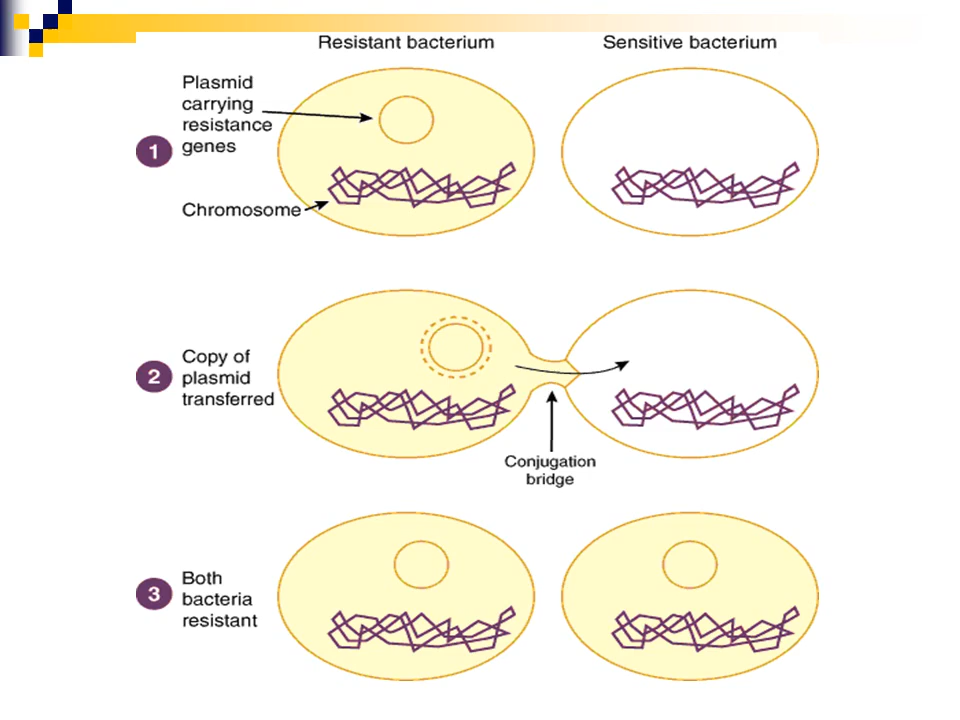 Resistant bacterium
Sensitive bacterium
Plasmid
carrying
resistance
genes
1
Chromosome
2
Copy of
plasmid
transferred
Conjugation
bridge
3
Both
bacteria
resistant